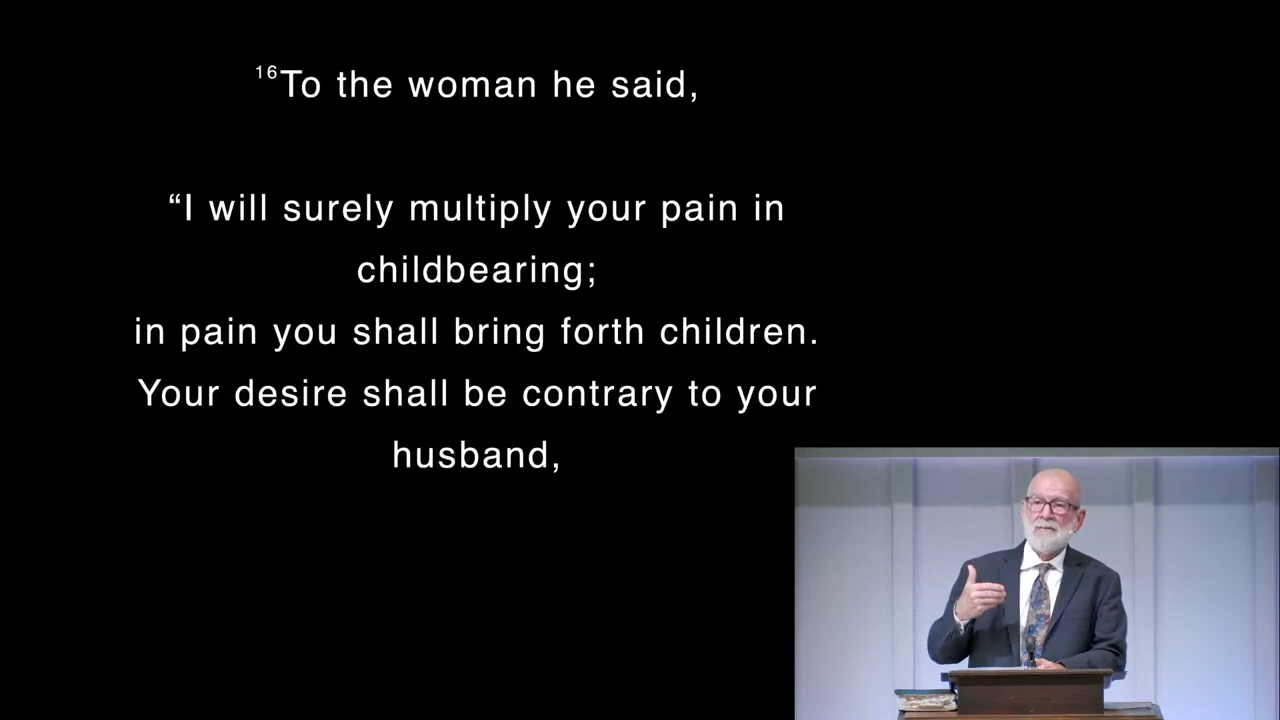 16To the woman he said,
“I will surely multiply your pain in
childbearing;
in pain you shall bring forth children.
Your desire shall be contrary to your
husband,